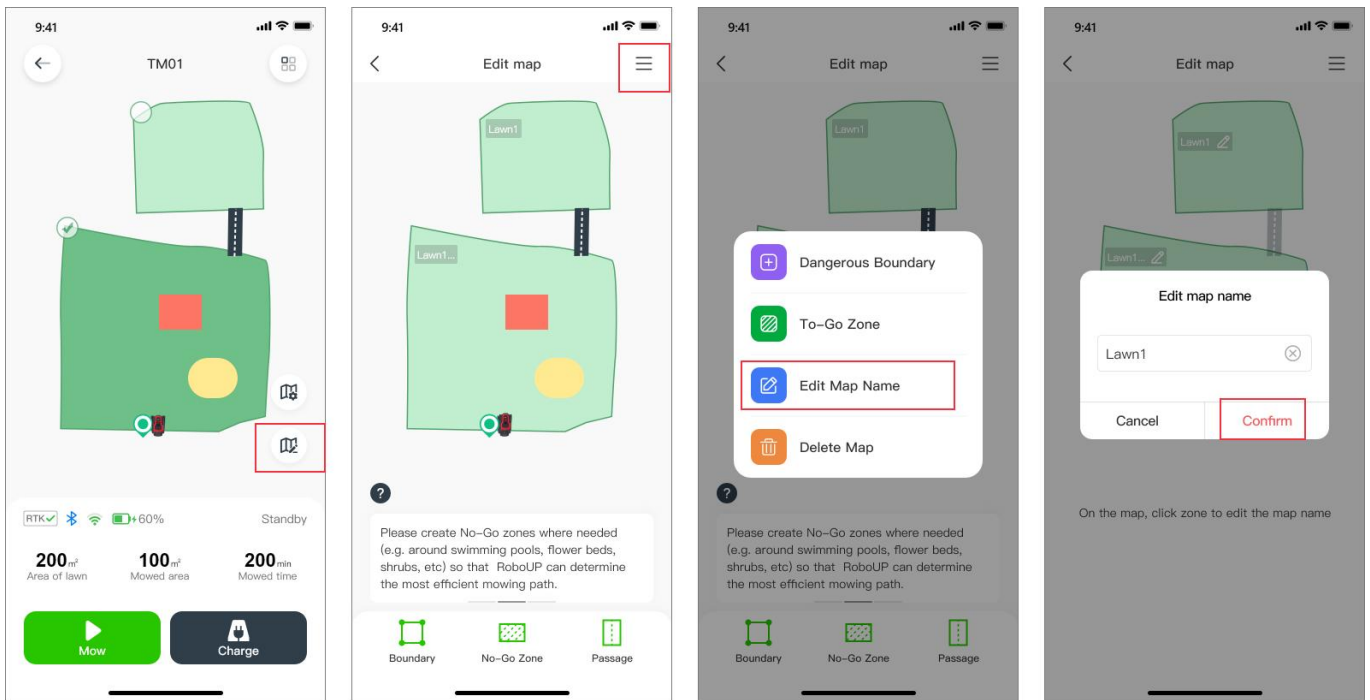 9:41
TM01
RTK
60%
Standby
200 m²
100 m²
200 min
Area of lawn
Mowed area
Mowed time
Mow
Charge
9:41
Edit map
Lawn1
Lawn1...
?
Please create No-Go zones where needed
(e.g. around swimming pools, flower beds,
shrubs, etc) so that RoboUP can determine
the most efficient mowing path.
Boundary
No-Go Zone
Passage
9:41
Edit map
Lawn1
Dangerous Boundary
To-Go Zone
Edit Map Name
Delete Map
?
Please create No-Go zones where needed
(e.g. around swimming pools, flower beds,
shrubs, etc) so that RoboUP can determine
the most efficient mowing path.
Boundary
No-Go Zone
Passage
9:41
Edit map
Lawn1
Lawn1...
Edit map name
Lawn1
Cancel
Confirm
On the map, click zone to edit the map name